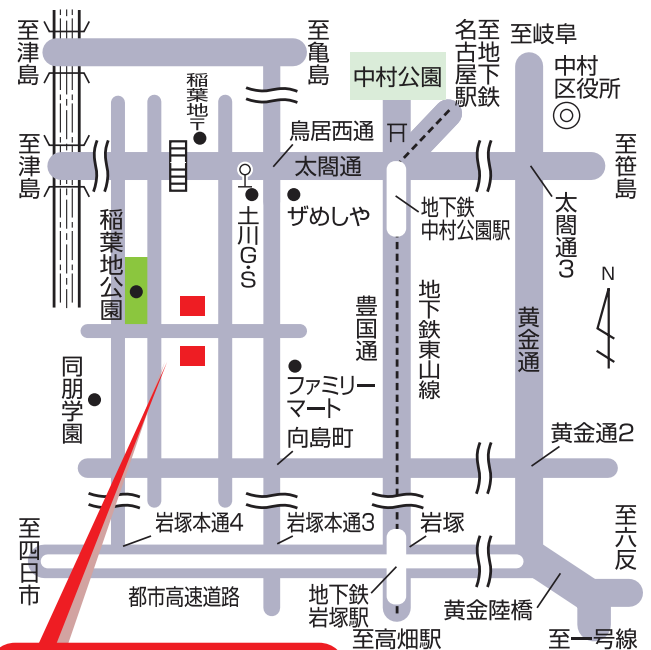 至津島
至亀島
稲葉地〒
中村公園
至地下鉄
名古屋駅
至岐阜
中村
区役所
至津島
鳥居西通
太閤通
至笹島
土川G・S
ザめしや
地下鉄
中村公園駅
太閤通3
稲葉地公園
N
豊国通
地下鉄東山線
黄金通
同朋学園
ファミリー
マート
向島町
黄金通2
岩塚本通4
岩塚本通3
岩塚
至四日市
至六反
都市高速道路
地下鉄
岩塚駅
黄金陸橋
至高畑駅
至一号線